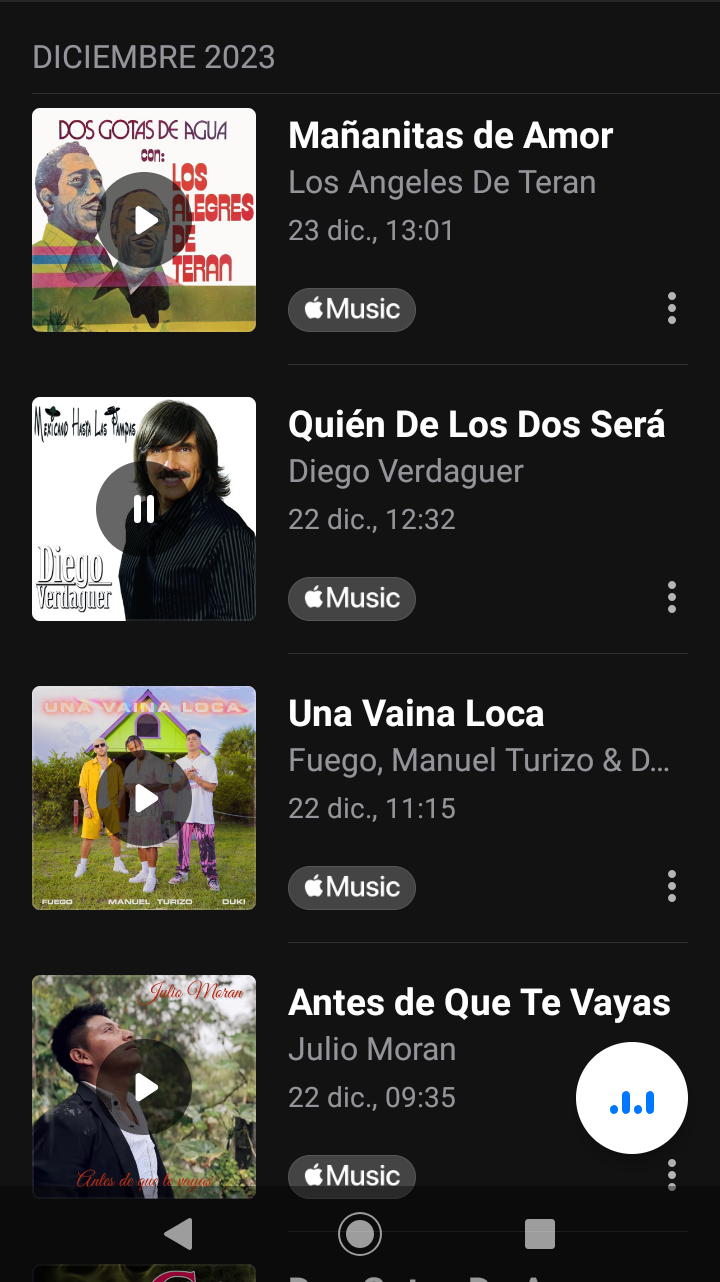 DICIEMBRE 2023
DOS GOTAS DE AGUA
con:
LOS
ALEGRES
DE
TERAN
Mañanitas de Amor
Los Angeles De Teran
23 dic., 13:01
Music
Mexicano Hasta Las Pampas
Diego
Verdaguer
Quién De Los Dos Será
Diego Verdaguer
22 dic., 12:32
Music
UNA VAINA LOCA
FUEGO MANUEL TURIZO DUKI
Una Vaina Loca
Fuego, Manuel Turizo & D…
22 dic., 11:15
Music
Julio Moran
Antes de que te vayas
Antes de Que Te Vayas
Julio Moran
22 dic., 09:35
Music